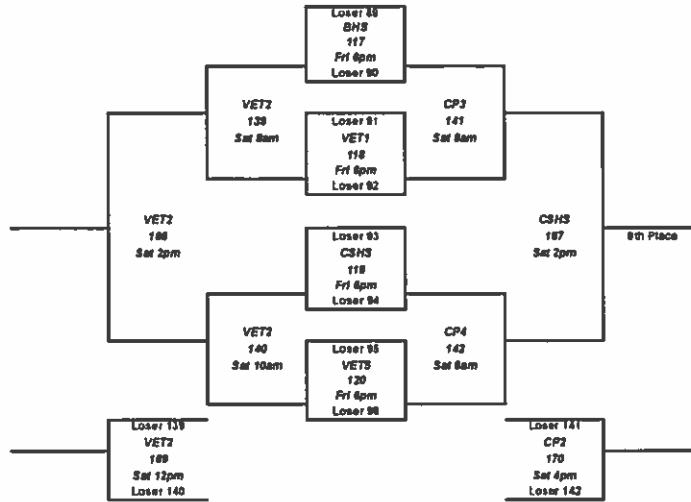 Loser 89
BHS
117
Fri 6pm
Loser 90
VET2
139
Sat 8am
Loser 91
VET1
118
Fri 6pm
Loser 92
CP3
141
Sat 8am
VET2
166
Sat 2pm
Loser 93
CSHS
119
Fri 6pm
Loser 94
CSHS
167
Sat 2pm
9th Place
VET2
140
Sat 10am
Loser 95
VET5
120
Fri 6pm
Loser 96
CP4
142
Sat 8am
Loser 139
VET2
169
Sat 12pm
Loser 140
Loser 141
CP2
170
Sat 4pm
Loser 142